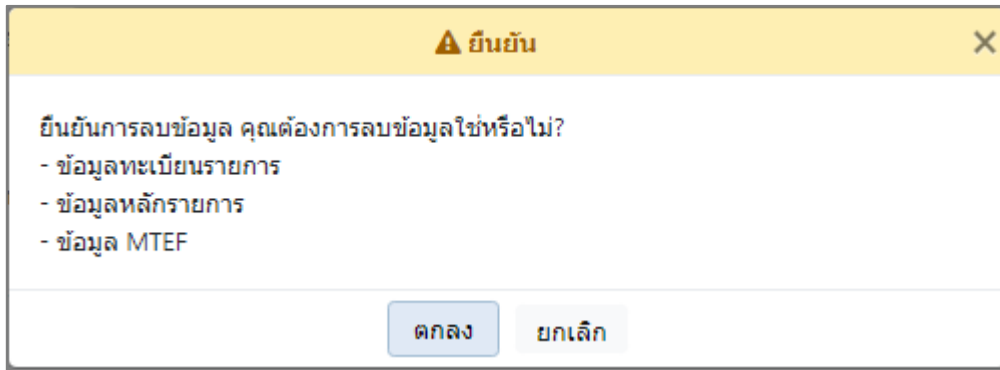 ยืนยัน
ยืนยันการลบข้อมูล คุณต้องการลบข้อมูลใช่หรือไม่?
- ข้อมูลทะเบียนรายการ
- ข้อมูลหลักรายการ
- ข้อมูล MTEF
ตกลง ยกเลิก